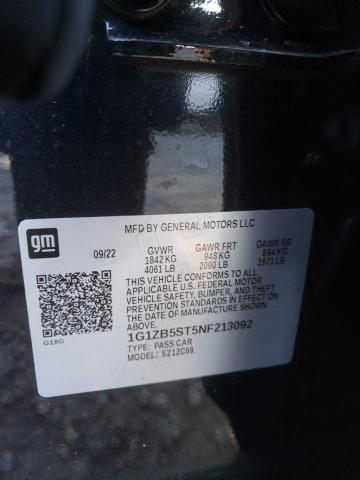 MFD BY GENERAL MOTORS LLC
gm
09/22 GVWR GAWR FRT GAWR RR
1842 KG 948 KG 894 KG
4061 LB 2090 LB 1971 LB
THIS VEHICLE CONFORMS TO ALL APPLICABLE
U.S. FEDERAL MOTOR
VEHICLE SAFETY, BUMPER, AND THEFT
PREVENTION STANDARDS IN EFFECT ON THE
DATE OF MANUFACTURE SHOWN ABOVE.
G18G
1G1ZB5ST5NF213092
TYPE: PASS CAR
MODEL: 521ZC69